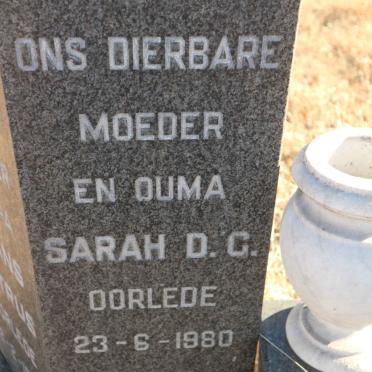 ONS DIERBARE
MOEDER
EN OUMA
SARAH D. G.
OORLEDE
23-6-1980